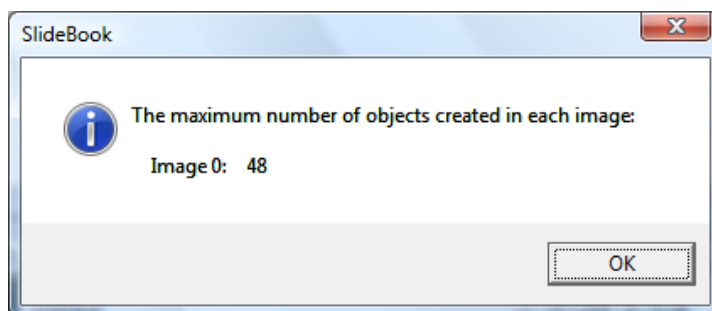 SlideBook
The maximum number of objects created in each image:
Image 0: 48
OK